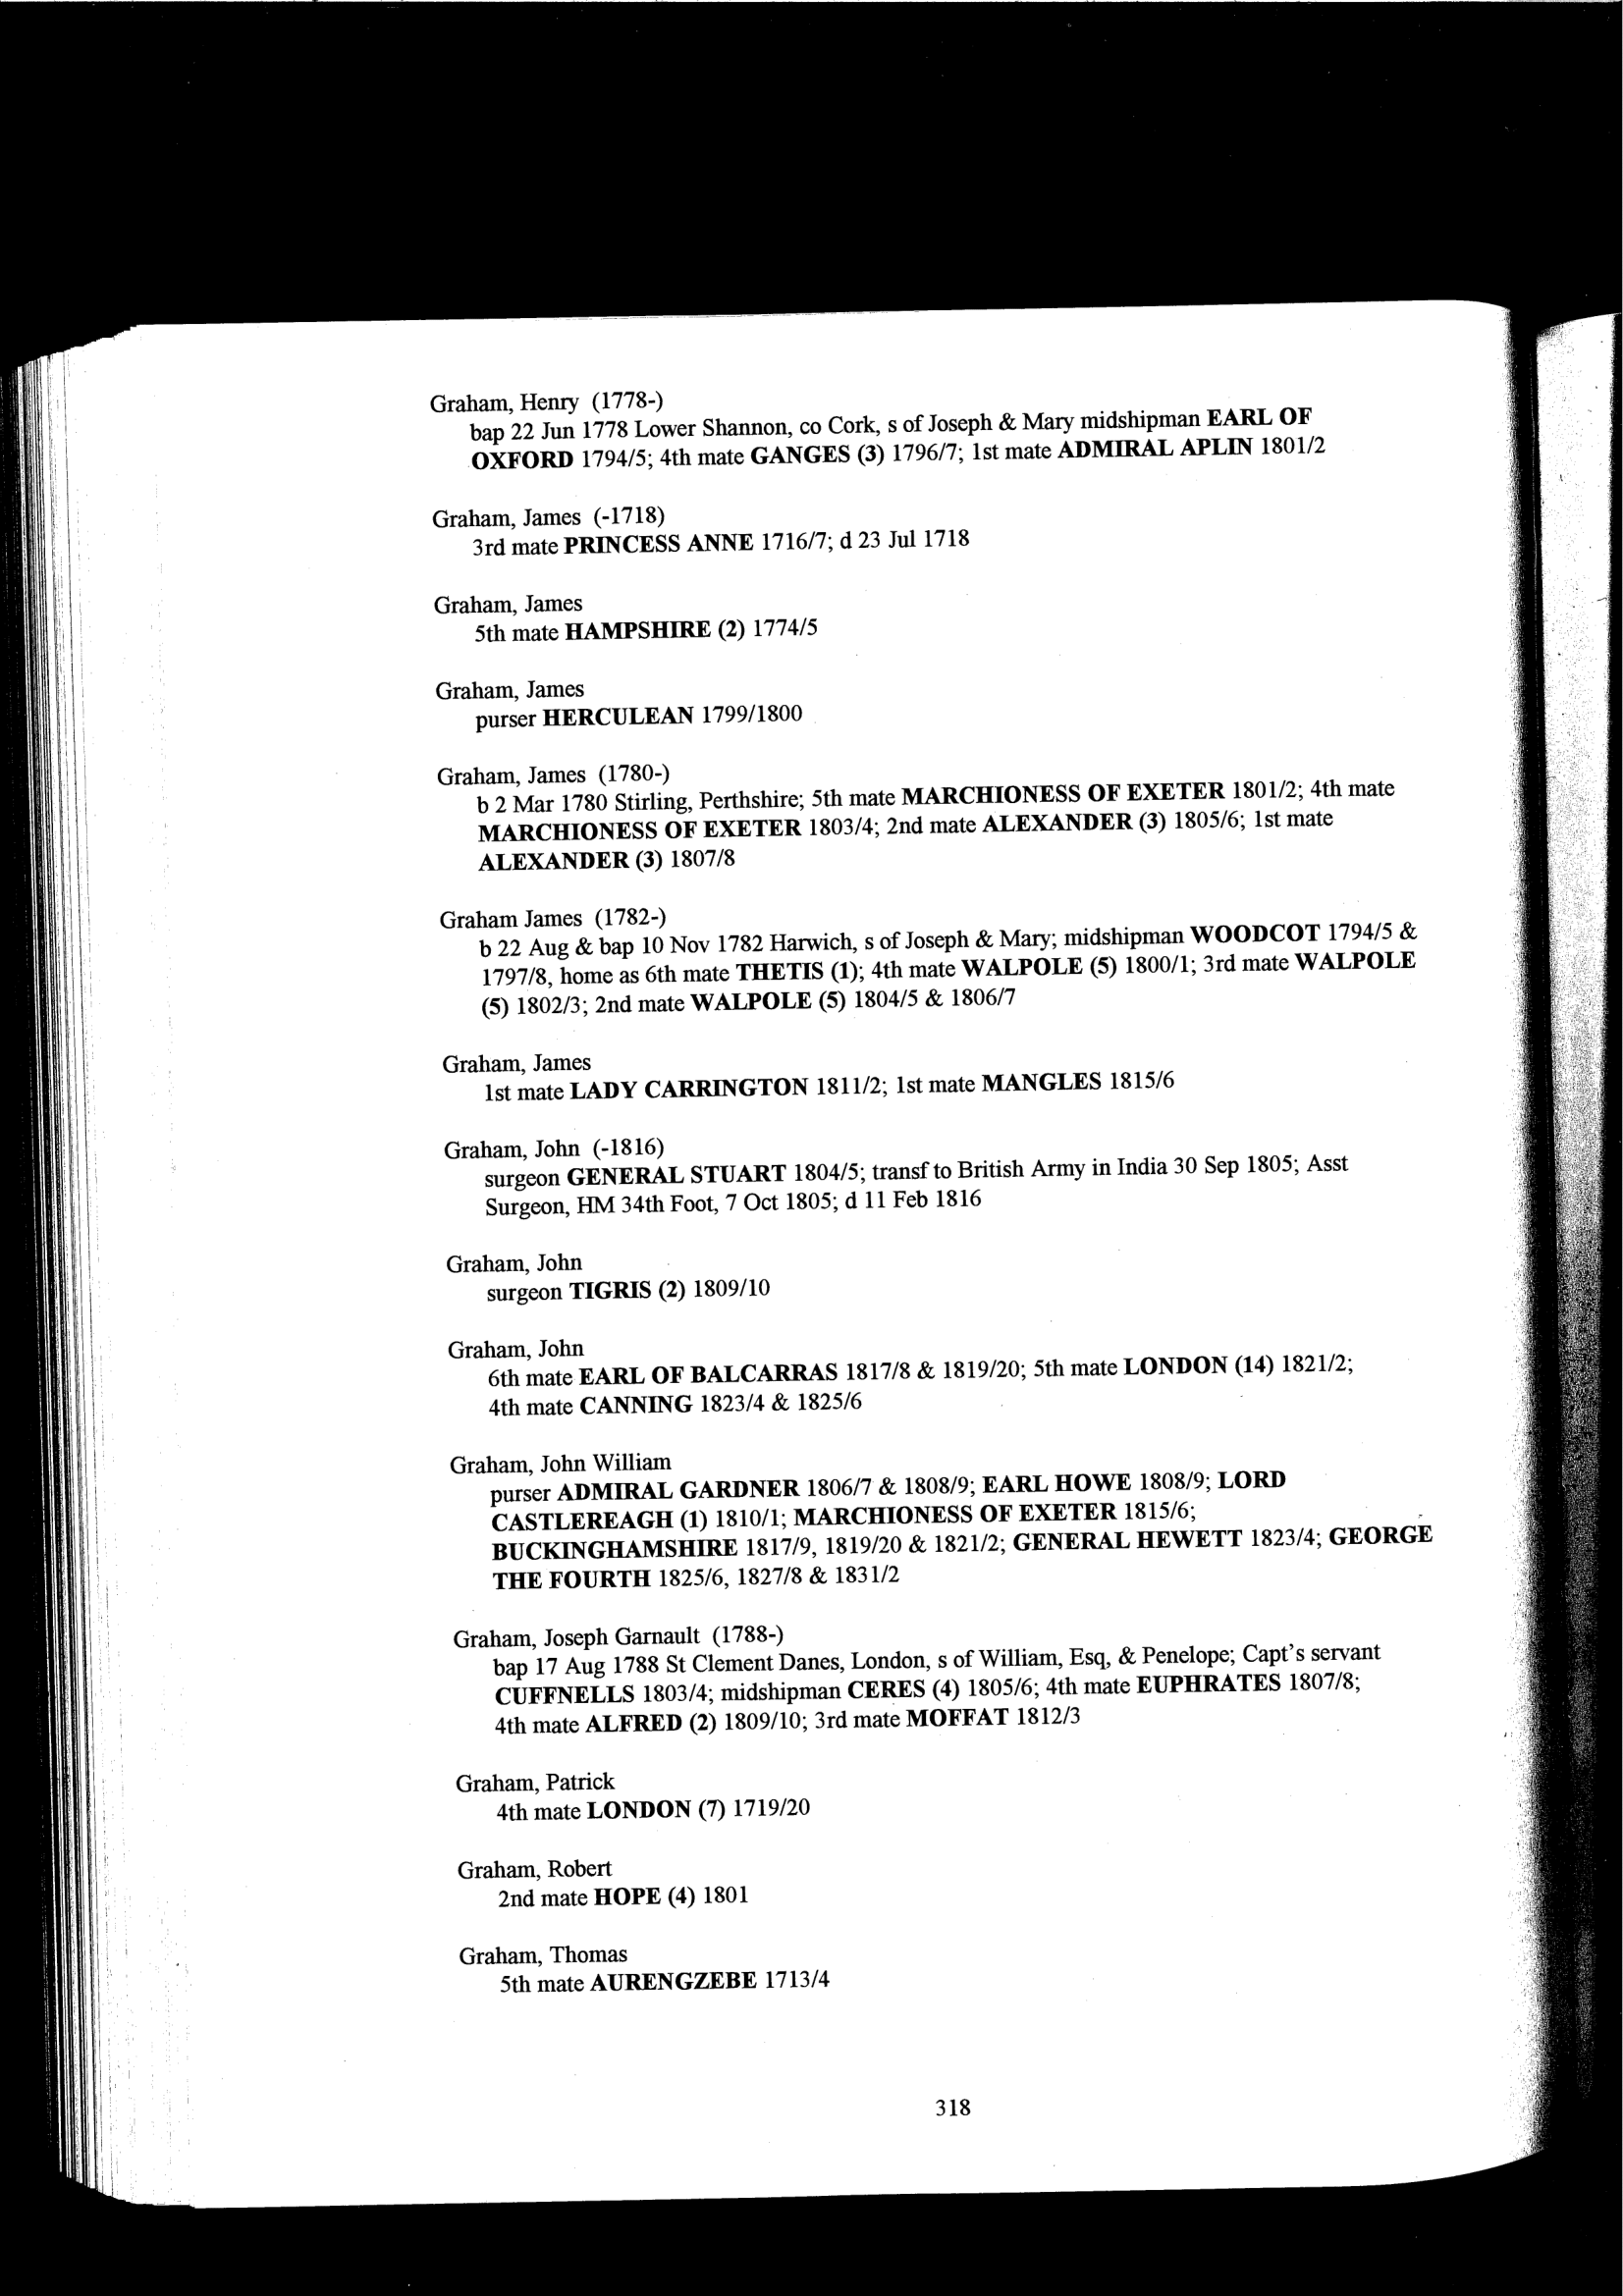 Graham, Henry (1778-)
bap 22 Jun 1778 Lower Shannon, co Cork, s of Joseph & Mary midshipman EARL OF
OXFORD 1794/5; 4th mate GANGES (3) 1796/7; 1st mate ADMIRAL APLIN 1801/2
Graham, James (-1718)
3rd mate PRINCESS ANNE 1716/7; d 23 Jul 1718
Graham, James
5th mate HAMPSHIRE (2) 1774/5
Graham, James
purser HERCULEAN 1799/1800
Graham, James (1780-)
b 2 Mar 1780 Stirling, Perthshire; 5th mate MARCHIONESS OF EXETER 1801/2; 4th mate
MARCHIONESS OF EXETER 1803/4; 2nd mate ALEXANDER (3) 1805/6; 1st mate
ALEXANDER (3) 1807/8
Graham James (1782-)
b 22 Aug & bap 10 Nov 1782 Harwich, s of Joseph & Mary; midshipman WOODCOT 1794/5 &
1797/8, home as 6th mate THETIS (1); 4th mate WALPOLE (5) 1800/1; 3rd mate WALPOLE
(5) 1802/3; 2nd mate WALPOLE (5) 1804/5 & 1806/7
Graham, James
1st mate LADY CARRINGTON 1811/2; 1st mate MANGLES 1815/6
Graham, John (-1816)
surgeon GENERAL STUART 1804/5; transf to British Army in India 30 Sep 1805; Asst
Surgeon, HM 34th Foot, 7 Oct 1805; d 11 Feb 1816
Graham, John
surgeon TIGRIS (2) 1809/10
Graham, John
6th mate EARL OF BALCARRAS 1817/8 & 1819/20; 5th mate LONDON (14) 1821/2;
4th mate CANNING 1823/4 & 1825/6
Graham, John William
purser ADMIRAL GARDNER 1806/7 & 1808/9; EARL HOWE 1808/9; LORD
CASTLEREAGH (1) 1810/1; MARCHIONESS OF EXETER 1815/6;
BUCKINGHAMSHIRE 1817/9, 1819/20 & 1821/2; GENERAL HEWETT 1823/4; GEORGE
THE FOURTH 1825/6, 1827/8 & 1831/2
Graham, Joseph Garnault (1788-)
bap 17 Aug 1788 St Clement Danes, London, s of William, Esq, & Penelope; Capt's servant
CUFFNELLS 1803/4; midshipman CERES (4) 1805/6; 4th mate EUPHRATES 1807/8;
4th mate ALFRED (2) 1809/10; 3rd mate MOFFAT 1812/3
Graham, Patrick
4th mate LONDON (7) 1719/20
Graham, Robert
2nd mate HOPE (4) 1801
Graham, Thomas
5th mate AURENGZEBE 1713/4
318